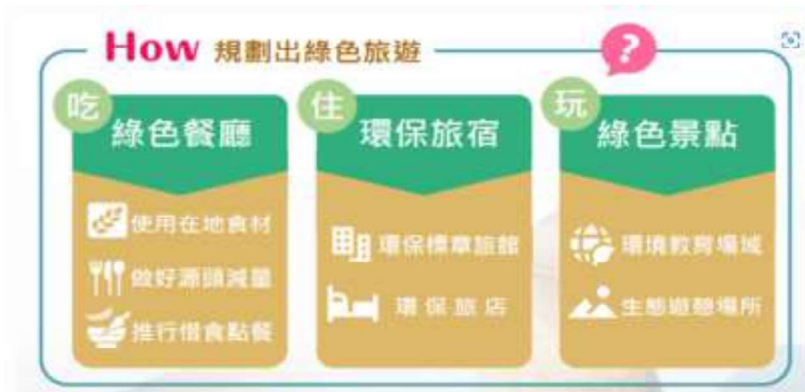 How 規劃出綠色旅遊
?
吃
綠色餐廳
使用在地食材
做好源頭減量
推行惜食點餐
住
環保旅宿
環保標章旅館
環保旅店
玩
綠色景點
環境教育場域
生態遊憩場所